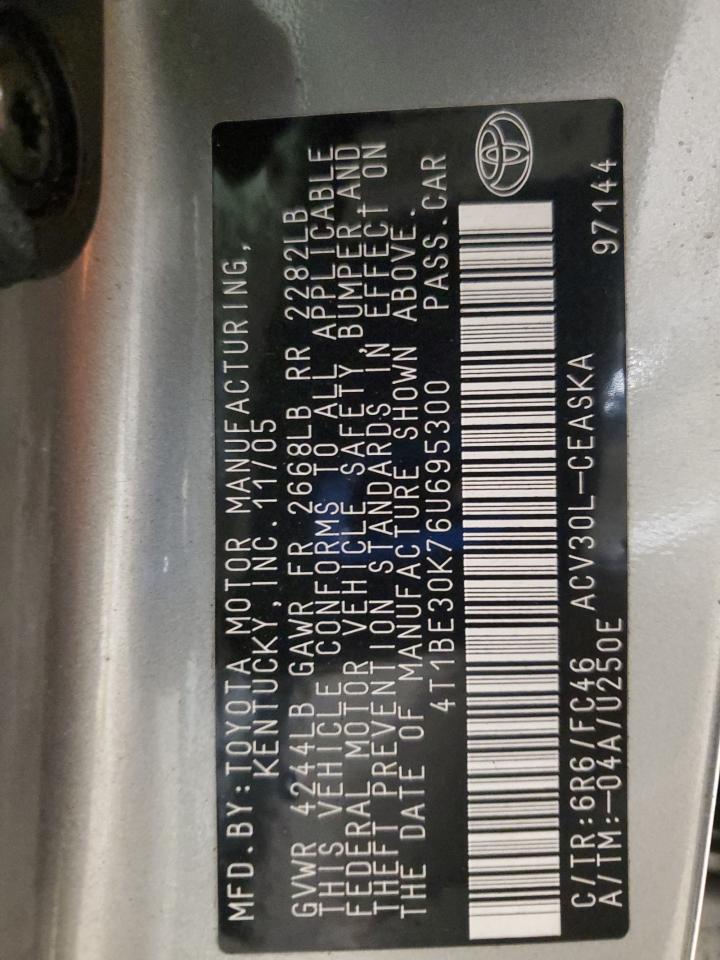 MFD.BY:TOYOTA MOTOR MANUFACTURING,
KENTUCKY,INC.11/05
GVWR 4244LB GAWR FR 2668LB RR 2282LB
THIS VEHICLE CONFORMS TO ALL APPLICABLE
FEDERAL MOTOR VEHICLE SAFETY,BUMPER AND
THEFT PREVENTION STANDARDS IN EFFECT ON
THE DATE OF MANUFACTURE SHOWN ABOVE.
4T1BE30K76U695300 PASS.CAR
C/TR:6R6/FC46 ACV30L-CEASKA 97144
A/TM:-04A/U250E